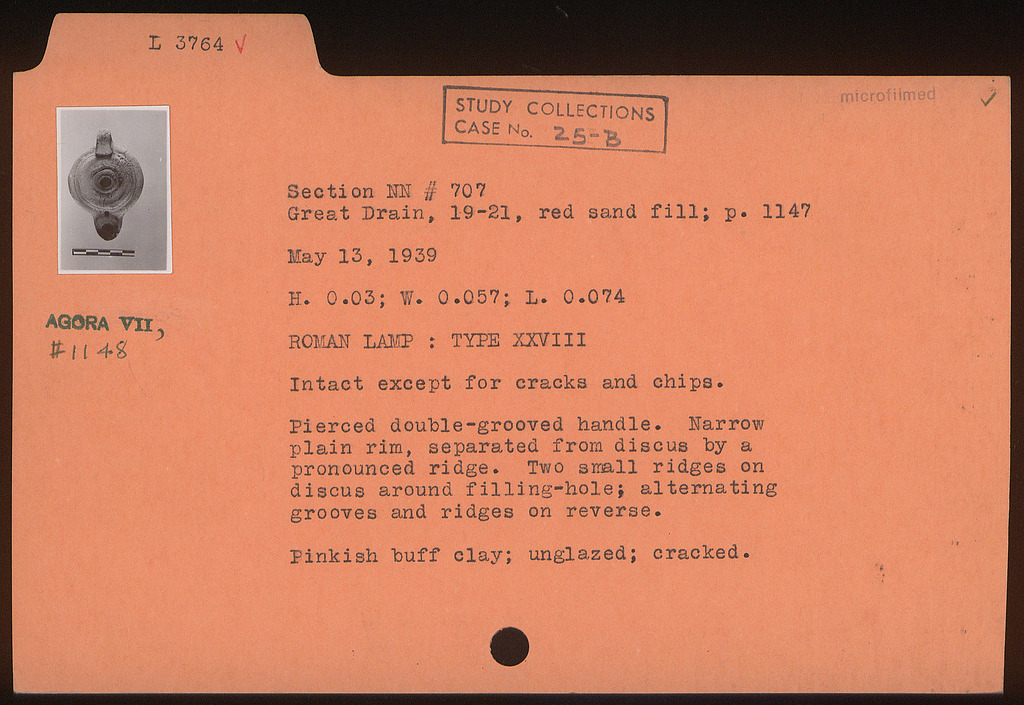 L 3764 ✓
microfilmed ✓
STUDY COLLECTIONS
CASE No. 25-B
Section NN # 707
Great Drain, 19-21, red sand fill; p. 1147
May 13, 1939
H. 0.03; W. 0.057; L. 0.074
AGORA VII,
#1148
ROMAN LAMP : TYPE XXVIII
Intact except for cracks and chips.
Pierced double-grooved handle. Narrow
plain rim, separated from discus by a
pronounced ridge. Two small ridges on
discus around filling-hole; alternating
grooves and ridges on reverse.
Pinkish buff clay; unglazed; cracked.